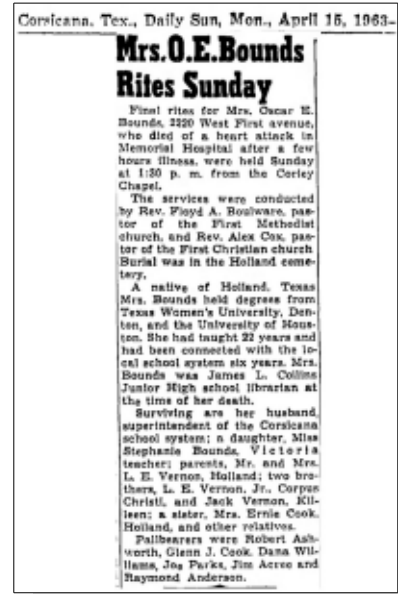 Corsicana, Tex., Daily Sun, Mon., April 15, 1963-
Mrs.O.E.Bounds
Rites Sunday
Final rites for Mrs. Oscar E.
Bounds, 2220 West First avenue,
who died of a heart attack in
Memorial Hospital after a few
hours illness, were held Sunday
at 1:30 p. m. from the Corley
Chapel.
The services were conducted
by Rev. Floyd A. Boulware, pas-
tor of the First Methodist
church, and Rev. Alex Cox, pas-
tor of the First Christian church
Burial was in the Holland ceme-
tery.
A native of Holland, Texas
Mrs. Bounds held degrees from
Texas Women's University, Den-
ton, and the University of Hous-
ton. She had taught 22 years and
had been connected with the lo-
cal school system six years. Mrs.
Bounds was James L. Collins
Junior High school librarian at
the time of her death.
Surviving are her husband,
superintendent of the Corsicana
school system; a daughter, Miss
Stephanie Bounds, Victoria
teacher; parents, Mr. and Mrs.
L. E. Vernon, Holland; two bro-
thers, L. E. Vernon, Jr., Corpus
Christi, and Jack Vernon, Kil-
leen; a sister, Mrs. Ernie Cook,
Holland, and other relatives.
Pallbearers were Robert Ash-
worth, Glenn J. Cook, Dana Wil-
liams, Joe Parks, Jim Acree and
Raymond Anderson.